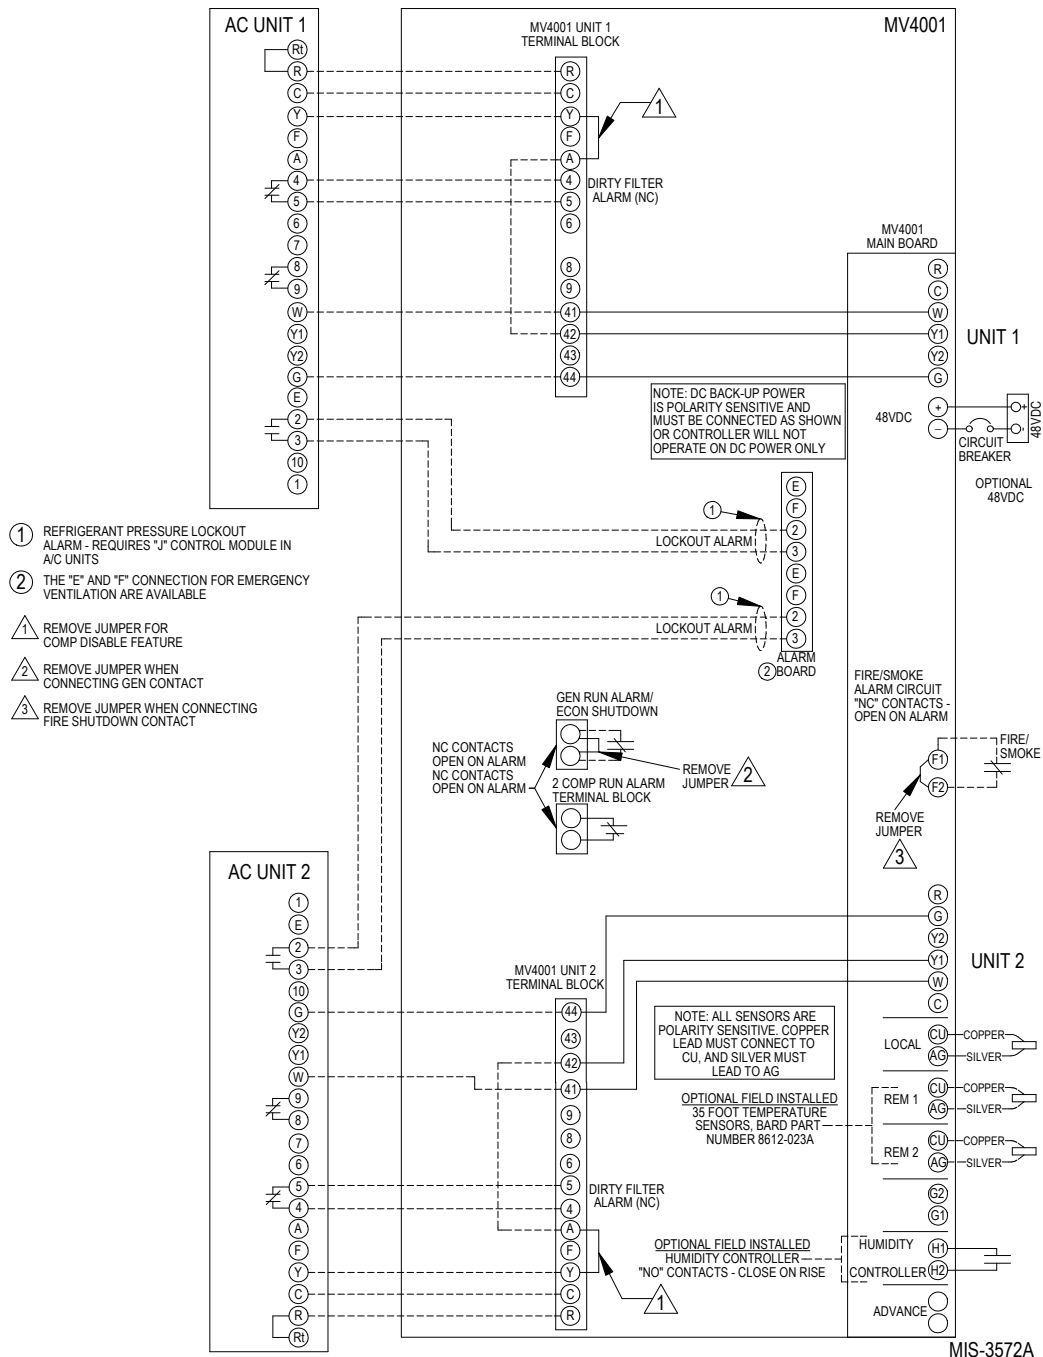 AC UNIT 1
Rt
R
C
Y
F
A
4
5
6
7
8
9
W
Y1
Y2
G
E
2
3
10
1
MV4001 UNIT 1
TERMINAL BLOCK
R
C
Y
F
A
4
5
6
8
9
41
42
43
44
1
DIRTY FILTER
ALARM (NC)
MV4001
MV4001
MAIN BOARD
R
C
W
Y1
Y2
G
UNIT 1
NOTE: DC BACK-UP POWER
IS POLARITY SENSITIVE AND
MUST BE CONNECTED AS SHOWN
OR CONTROLLER WILL NOT
OPERATE ON DC POWER ONLY
48VDC
+
–
+
-
48VDC
CIRCUIT
BREAKER
OPTIONAL
48VDC
1 REFRIGERANT PRESSURE LOCKOUT
ALARM - REQUIRES "J" CONTROL MODULE IN
A/C UNITS
2 THE "E" AND "F" CONNECTION FOR EMERGENCY
VENTILATION ARE AVAILABLE
1 REMOVE JUMPER FOR
COMP DISABLE FEATURE
2 REMOVE JUMPER WHEN
CONNECTING GEN CONTACT
3 REMOVE JUMPER WHEN CONNECTING
FIRE SHUTDOWN CONTACT
1
LOCKOUT ALARM
1
LOCKOUT ALARM
E
F
2
3
E
F
2
3
ALARM
2 BOARD
GEN RUN ALARM/
ECON SHUTDOWN
NC CONTACTS
OPEN ON ALARM
NC CONTACTS
OPEN ON ALARM
REMOVE
JUMPER
2
2 COMP RUN ALARM
TERMINAL BLOCK
FIRE/SMOKE
ALARM CIRCUIT
"NC" CONTACTS -
OPEN ON ALARM
F1
F2
FIRE/
SMOKE
REMOVE
JUMPER
3
AC UNIT 2
1
E
2
3
10
G
Y2
Y1
W
9
8
7
6
5
4
A
F
Y
C
R
Rt
MV4001 UNIT 2
TERMINAL BLOCK
44
43
42
41
9
8
6
5
4
A
F
Y
C
R
DIRTY FILTER
ALARM (NC)
1
R
G
Y2
Y1
W
C
UNIT 2
NOTE: ALL SENSORS ARE
POLARITY SENSITIVE. COPPER
LEAD MUST CONNECT TO
CU, AND SILVER MUST
LEAD TO AG
LOCAL
CU
COPPER
AG
SILVER
OPTIONAL FIELD INSTALLED
35 FOOT TEMPERATURE
SENSORS, BARD PART
NUMBER 8612-023A
REM 1
CU
COPPER
AG
SILVER
REM 2
CU
COPPER
AG
SILVER
G2
G1
OPTIONAL FIELD INSTALLED
HUMIDITY CONTROLLER
"NO" CONTACTS - CLOSE ON RISE
HUMIDITY
CONTROLLER
H1
H2
ADVANCE
MIS-3572A